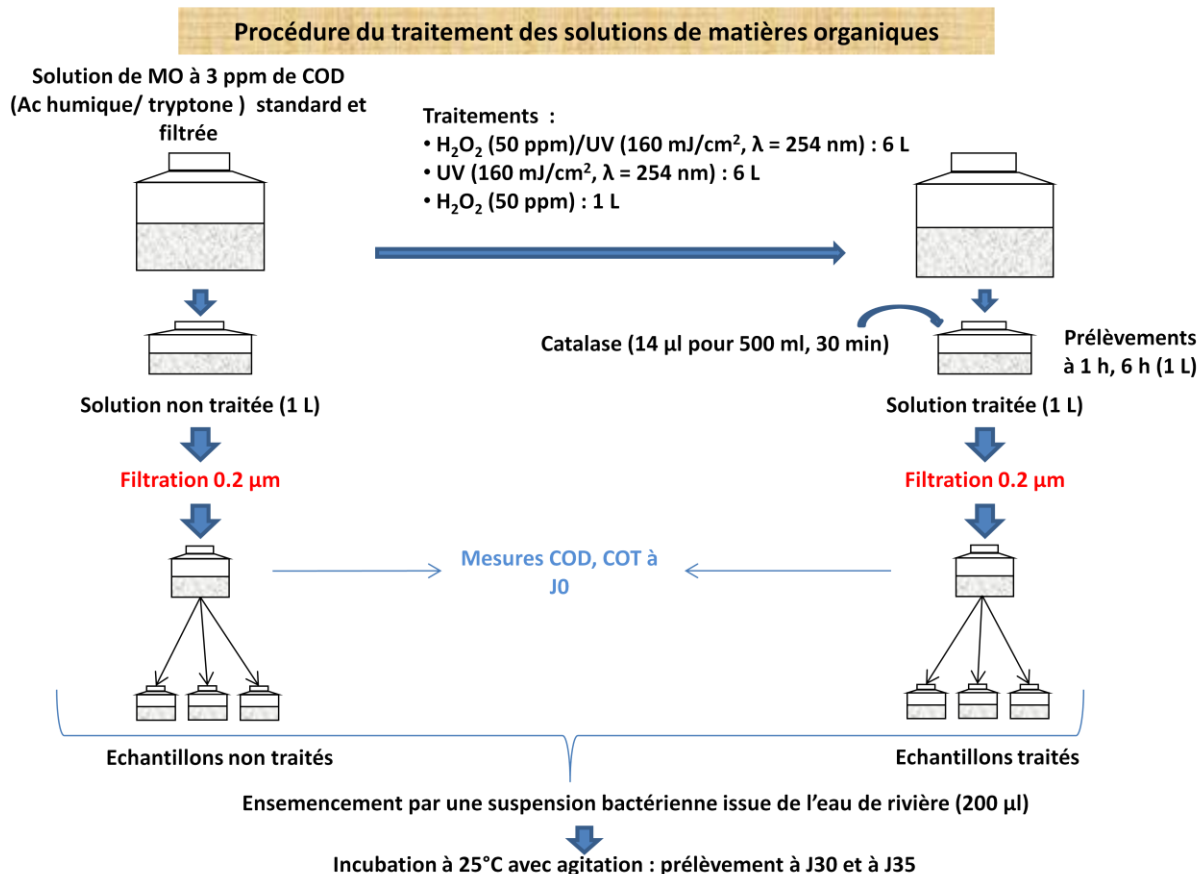 Procédure du traitement des solutions de matières organiques
Solution de MO à 3 ppm de COD
(Ac humique/ tryptone ) standard et
filtrée
Traitements :
• H₂O₂ (50 ppm)/UV (160 mJ/cm², λ = 254 nm) : 6 L
• UV (160 mJ/cm², λ = 254 nm) : 6 L
• H₂O₂ (50 ppm) : 1 L
Catalase (14 µl pour 500 ml, 30 min)
Prélèvements
à 1 h, 6 h (1 L)
Solution non traitée (1 L)
Solution traitée (1 L)
Filtration 0.2 µm
Filtration 0.2 µm
Mesures COD, COT à
J0
Echantillons non traités
Echantillons traités
Ensemencement par une suspension bactérienne issue de l’eau de rivière (200 µl)
Incubation à 25°C avec agitation : prélèvement à J30 et à J35